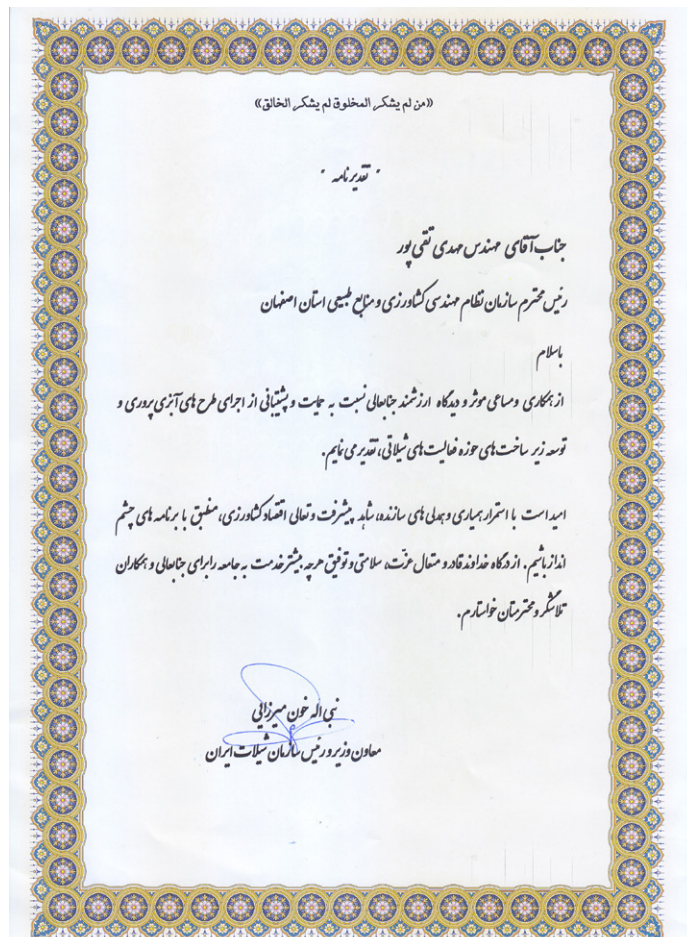 «من لم یشکر المخلوق لم یشکر الخالق»
" تقدیرنامه "
جناب آقای مهندس مهدی تقی پور
رئیس محترم سازمان نظام مهندسی کشاورزی و منابع طبیعی استان اصفهان
باسلام
از همکاری و مساعی موثر و دیدگاه ارزشمند جنابعالی نسبت به حمایت و پشتیبانی از اجرای طرح های آبزی پروری و
توسعه زیر ساخت های حوزه فعالیت های شیلاتی، تقدیر می نمایم.
امید است با استمرار همیاری و همدلی های سازنده، شاهد پیشرفت و تعالی اقتصاد کشاورزی، منطبق با برنامه های چشم
انداز باشیم. از درگاه خداوند قادر و متعال عزّت، سلامتی و توفیق هرچه بیشتر خدمت به جامعه را برای جنابعالی و همکاران
تلاشگر و محترمتان خواستارم.
نبی اله خون میرزایی
معاون وزیر و رئیس سازمان شیلات ایران